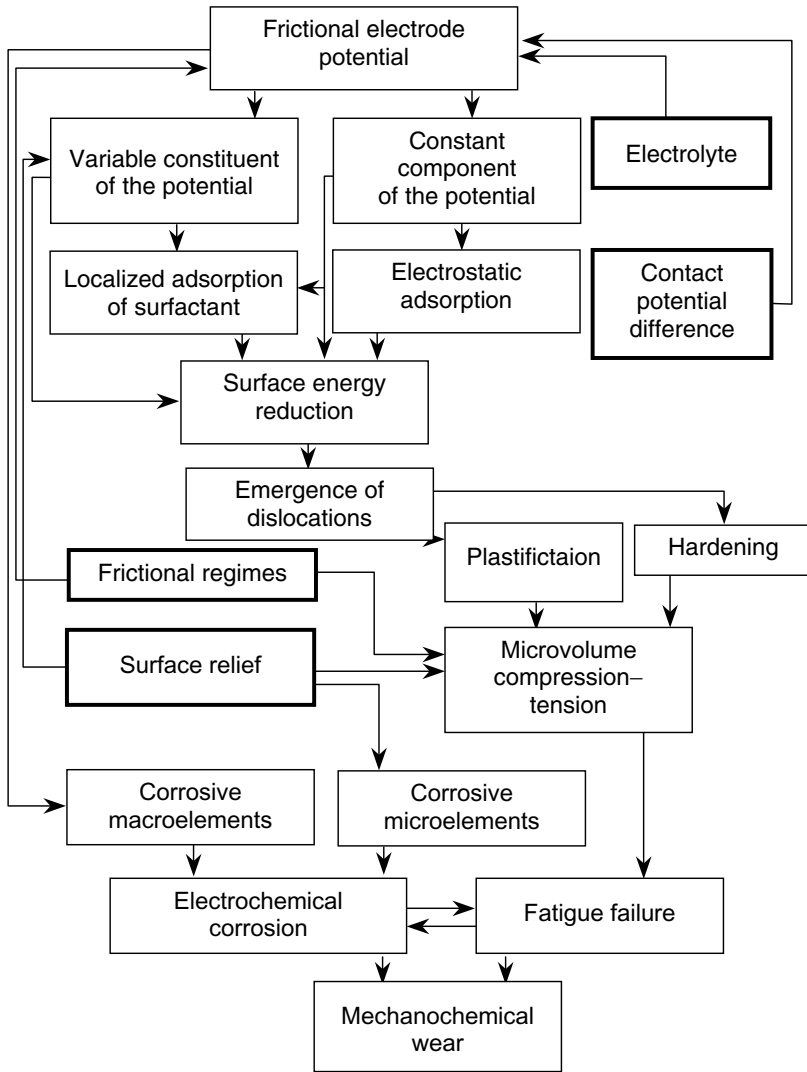 Frictional electrode
potential
Variable constituent
of the potential
Constant
component
of the potential
Electrolyte
Localized adsorption
of surfactant
Electrostatic
adsorption
Contact
potential
difference
Surface energy
reduction
Emergence of
dislocations
Plastifictaion
Hardening
Frictional regimes
Surface relief
Microvolume
compression–
tension
Corrosive
macroelements
Corrosive
microelements
Electrochemical
corrosion
Fatigue failure
Mechanochemical
wear